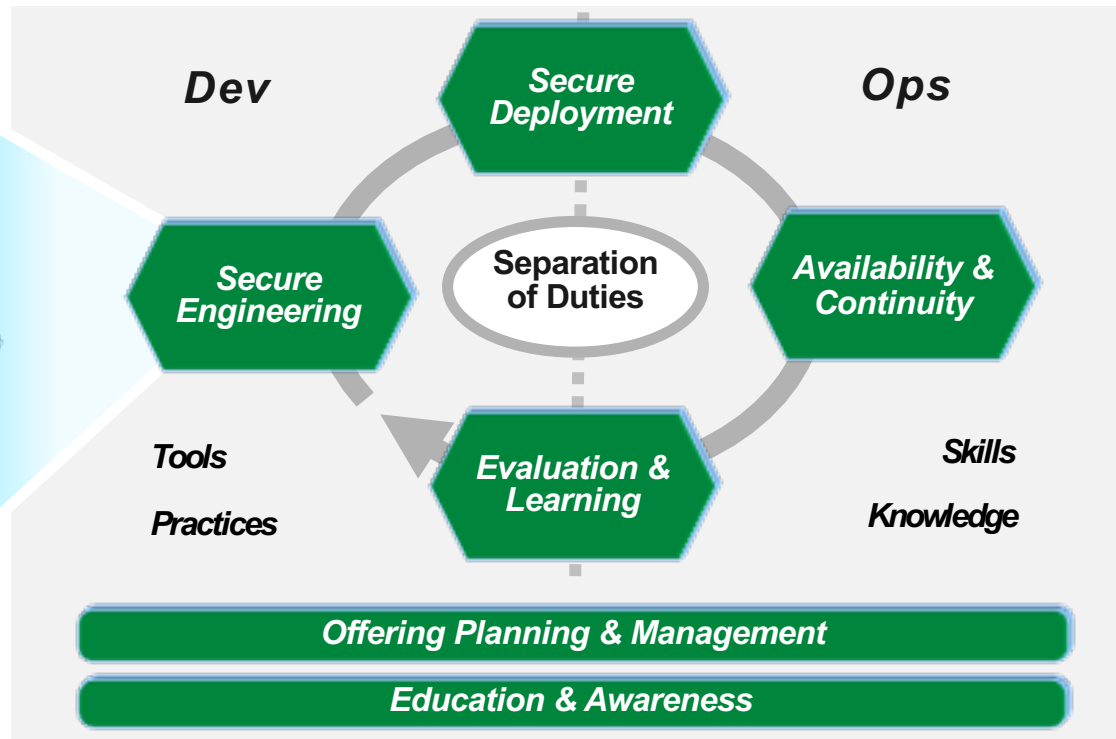 Dev
Ops
Secure
Deployment
Secure
Engineering
Separation
of Duties
Availability &
Continuity
Tools
Practices
Evaluation &
Learning
Skills
Knowledge
Offering Planning & Management
Education & Awareness